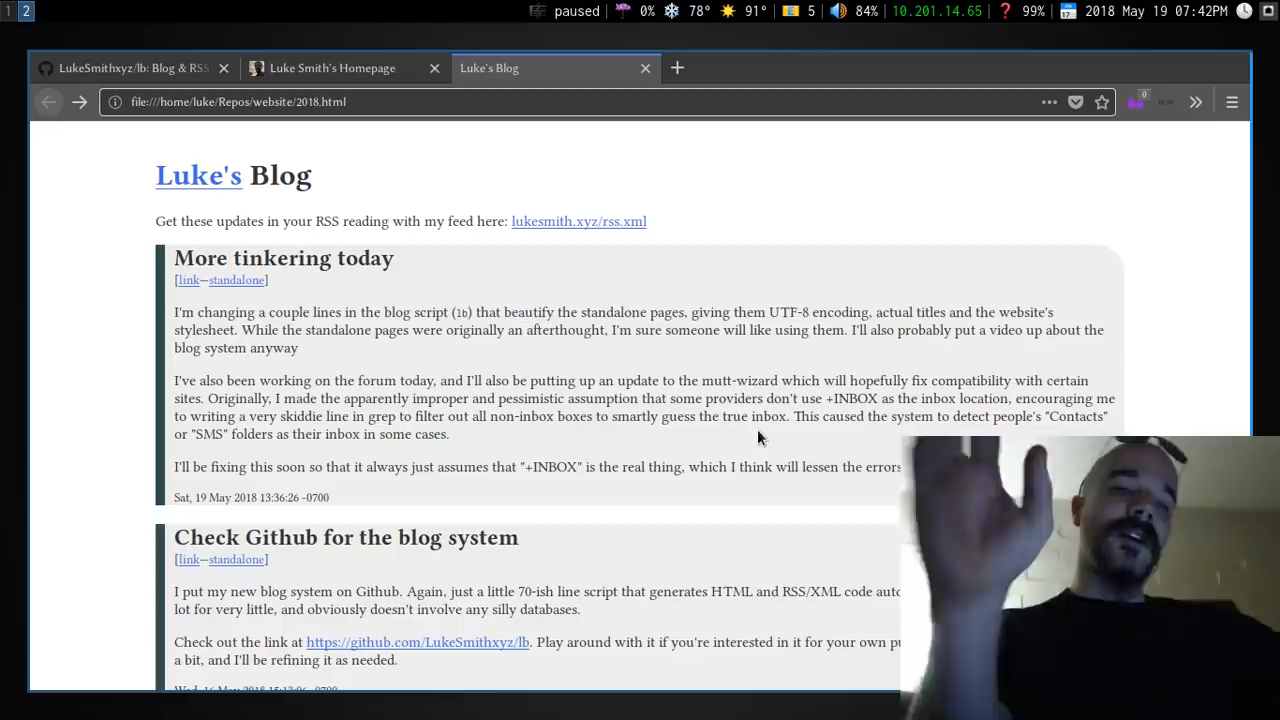 1 2 paused 0% 78° 91° 5 84% 10.201.14.65 99% 2018 May 19 07:42PM
LukeSmithxyz/lb: Blog & RSS Luke Smith's Homepage Luke's Blog
file:///home/luke/Repos/website/2018.html 0
Luke's Blog
Get these updates in your RSS reading with my feed here: lukesmith.xyz/rss.xml
More tinkering today
[link—standalone]
I'm changing a couple lines in the blog script (lb) that beautify the standalone pages, giving them UTF-8 encoding, actual titles and the website's
stylesheet. While the standalone pages were originally an afterthought, I'm sure someone will like using them. I'll also probably put a video up about the
blog system anyway
I've also been working on the forum today, and I'll also be putting up an update to the mutt-wizard which will hopefully fix compatibility with certain
sites. Originally, I made the apparently improper and pessimistic assumption that some providers don't use +INBOX as the inbox location, encouraging me
to writing a very skiddie line in grep to filter out all non-inbox boxes to smartly guess the true inbox. This caused the system to detect people's "Contacts"
or "SMS" folders as their inbox in some cases.
I'll be fixing this soon so that it always just assumes that "+INBOX" is the real thing, which I think will lessen the errors
Sat, 19 May 2018 13:36:26 -0700
Check Github for the blog system
[link—standalone]
I put my new blog system on Github. Again, just a little 70-ish line script that generates HTML and RSS/XML code
lot for very little, and obviously doesn't involve any silly databases.
Check out the link at https://github.com/LukeSmithxyz/lb. Play around with it if you're interested in it for your own
a bit, and I'll be refining it as needed.
Wed, 16 May 2018 15:13:06 -0700